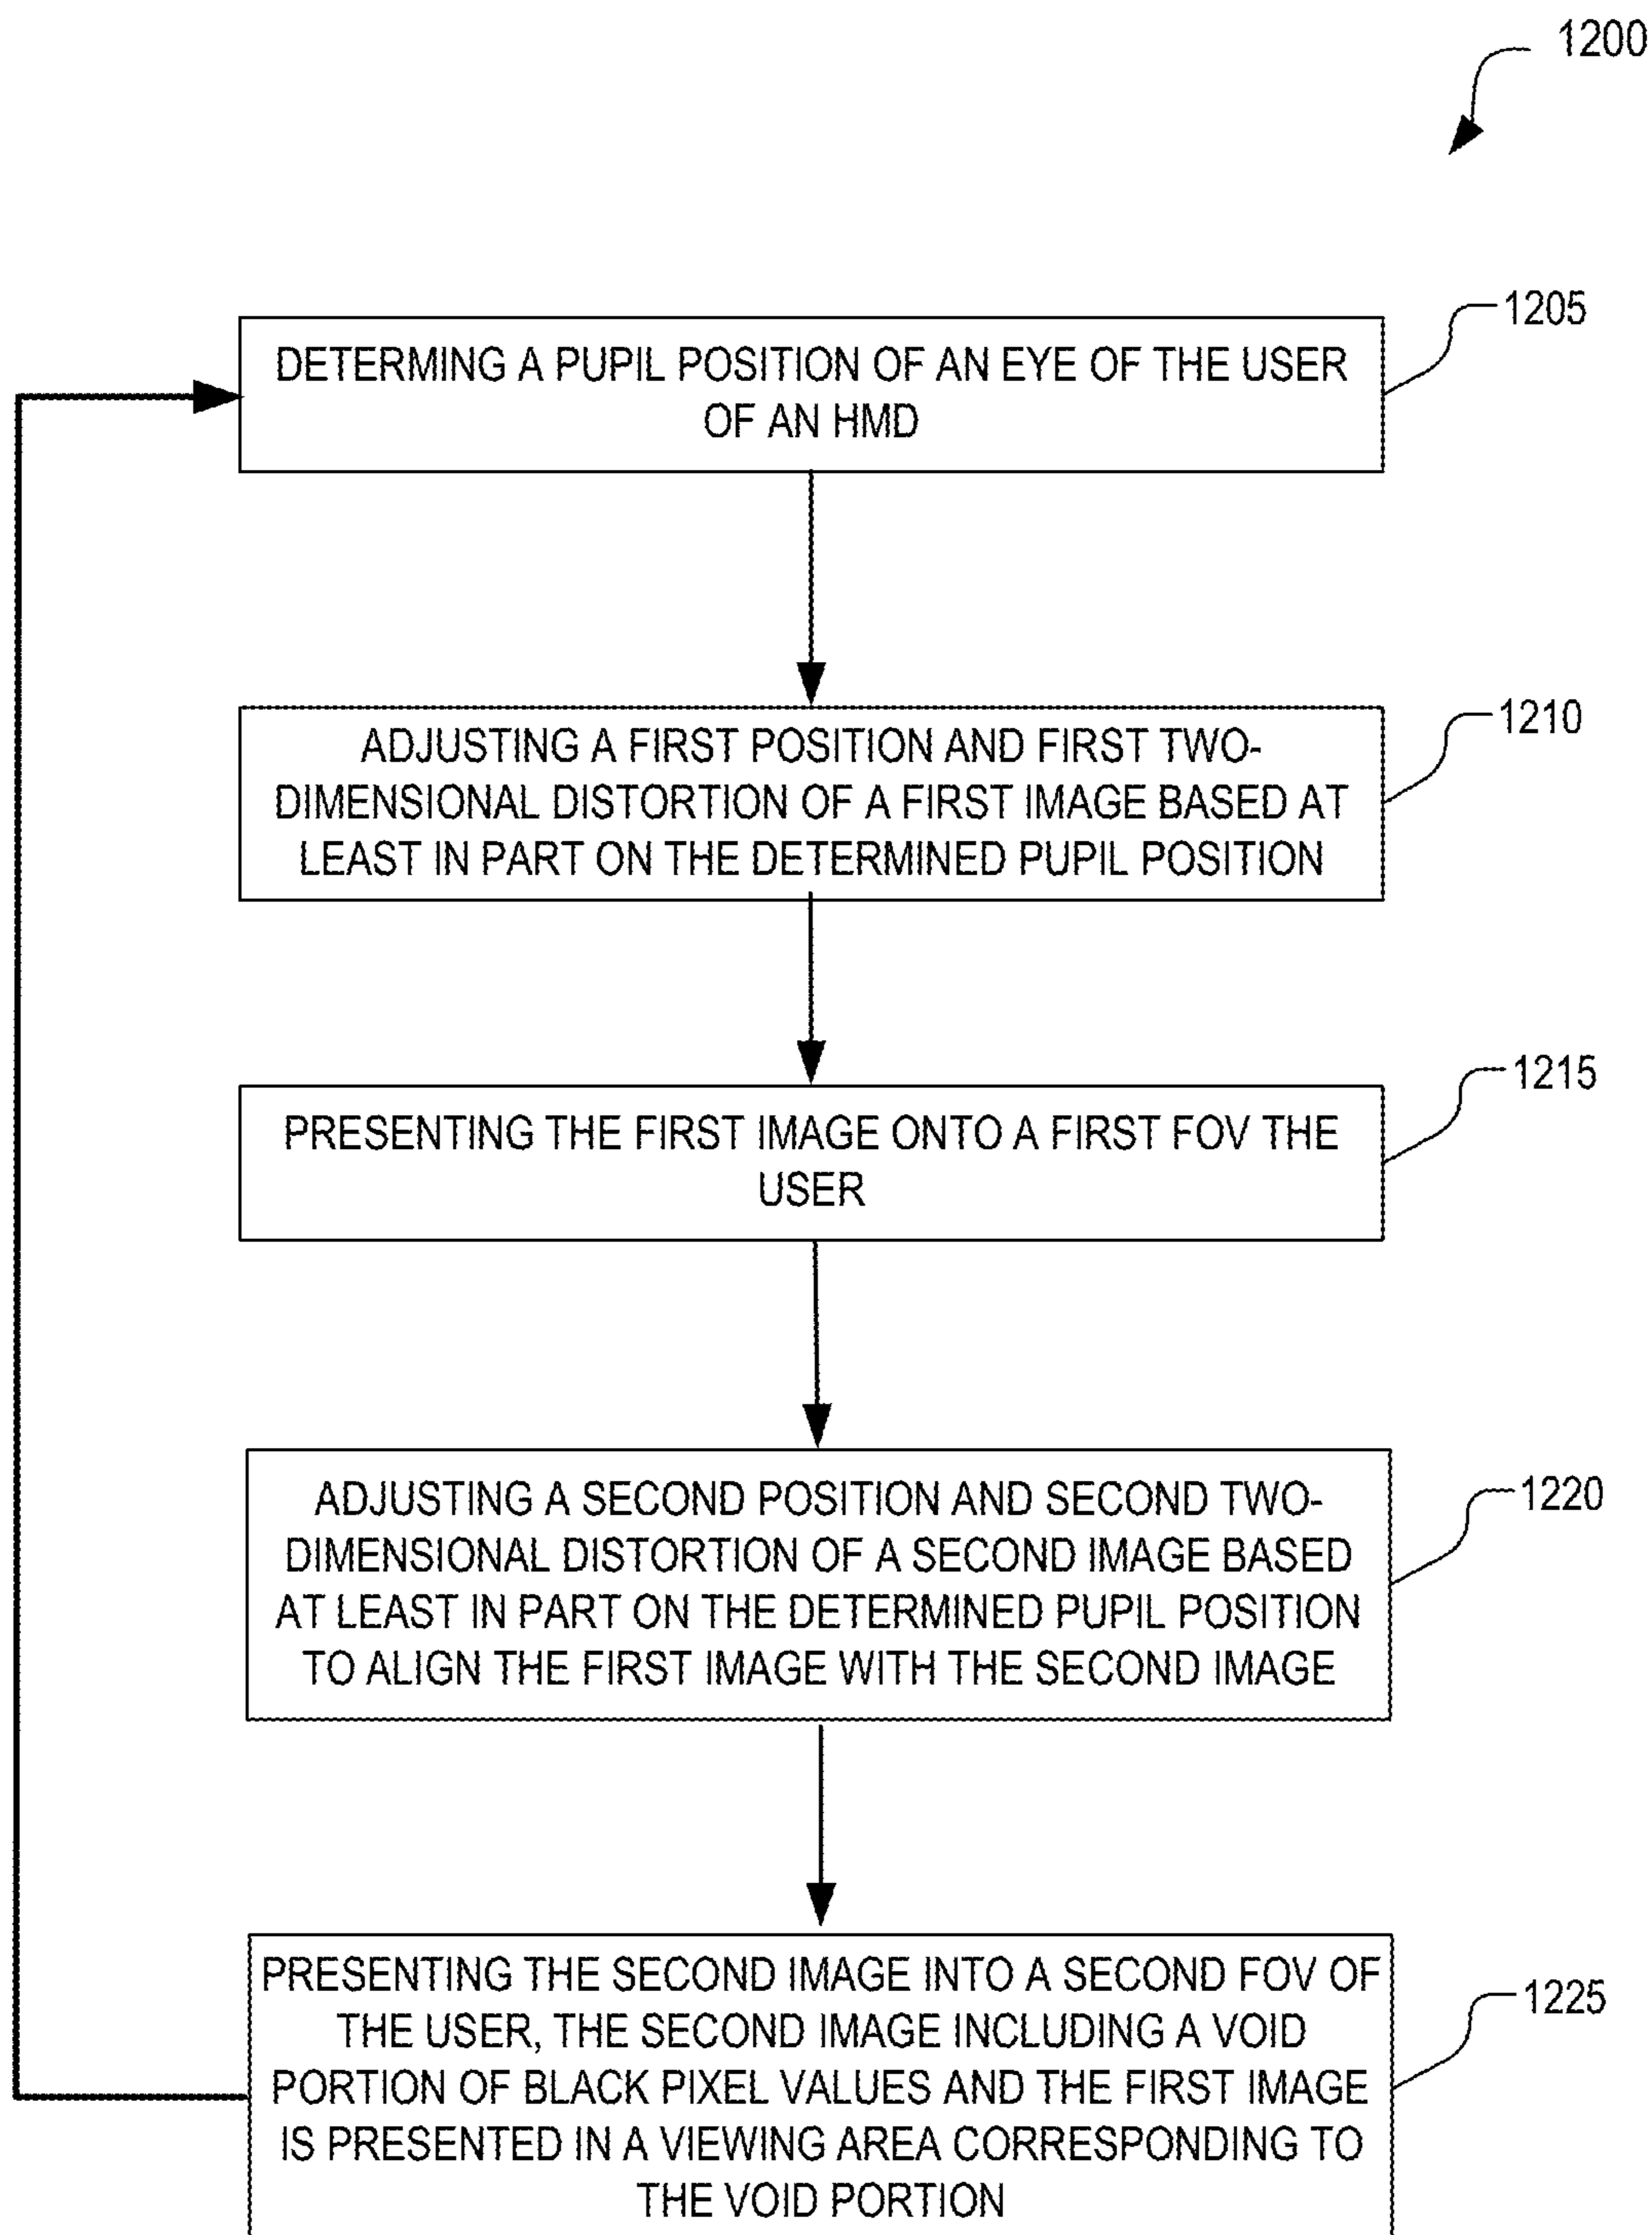 1200
1205
DETERMING A PUPIL POSITION OF AN EYE OF THE USER
OF AN HMD
1210
ADJUSTING A FIRST POSITION AND FIRST TWO-
DIMENSIONAL DISTORTION OF A FIRST IMAGE BASED AT
LEAST IN PART ON THE DETERMINED PUPIL POSITION
1215
PRESENTING THE FIRST IMAGE ONTO A FIRST FOV THE
USER
1220
ADJUSTING A SECOND POSITION AND SECOND TWO-
DIMENSIONAL DISTORTION OF A SECOND IMAGE BASED
AT LEAST IN PART ON THE DETERMINED PUPIL POSITION
TO ALIGN THE FIRST IMAGE WITH THE SECOND IMAGE
1225
PRESENTING THE SECOND IMAGE INTO A SECOND FOV OF
THE USER, THE SECOND IMAGE INCLUDING A VOID
PORTION OF BLACK PIXEL VALUES AND THE FIRST IMAGE
IS PRESENTED IN A VIEWING AREA CORRESPONDING TO
THE VOID PORTION